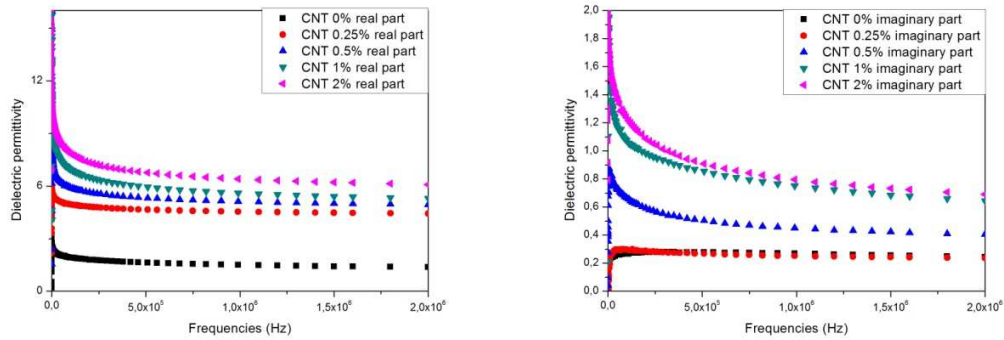 CNT 0% real part
CNT 0.25% real part
CNT 0.5% real part
CNT 1% real part
CNT 2% real part
Dielectric permittivity
12
6
0
0,0 5,0x10⁵ 1,0x10⁶ 1,5x10⁶ 2,0x10⁶
Frequencies (Hz)
CNT 0% imaginary part
CNT 0.25% imaginary part
CNT 0.5% imaginary part
CNT 1% imaginary part
CNT 2% imaginary part
Dielectric permittivity
2,0
1,8
1,6
1,4
1,2
1,0
0,8
0,6
0,4
0,2
0,0
0,0 5,0x10⁵ 1,0x10⁶ 1,5x10⁶ 2,0x10⁶
Frequencies (Hz)